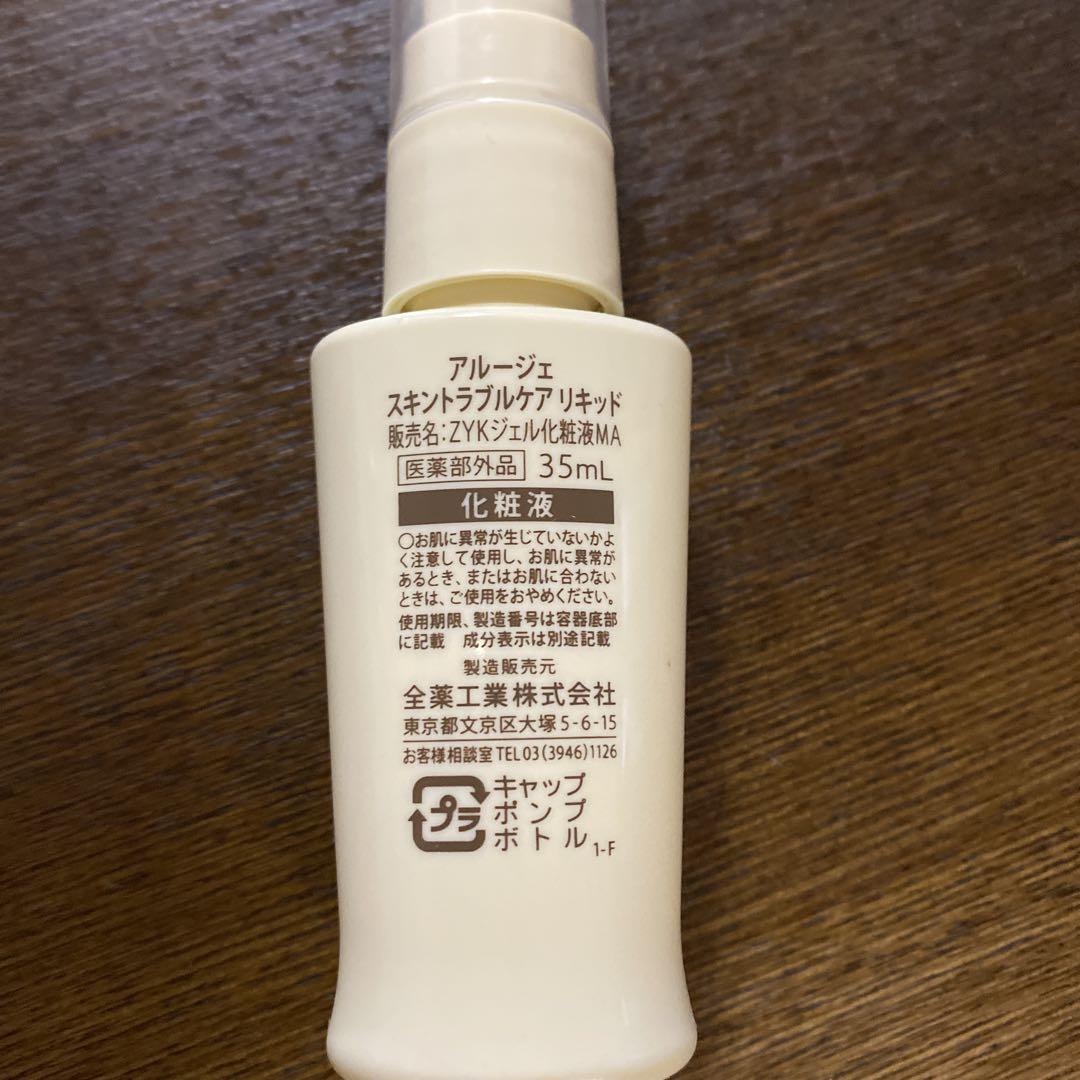 アルージェ
スキントラブルケア リキッド
販売名:ZYKジェル化粧液MA
医薬部外品 35mL
化粧液
○お肌に異常が生じていないかよ
く注意して使用し、お肌に異常が
あるとき、またはお肌に合わない
ときは、ご使用をおやめください。
使用期限、製造番号は容器底部
に記載 成分表示は別途記載
製造販売元
全薬工業株式会社
東京都文京区大塚5-6-15
お客様相談室 TEL 03(3946)1126
プラ キャップ
ポンプ
ボトル 1-F